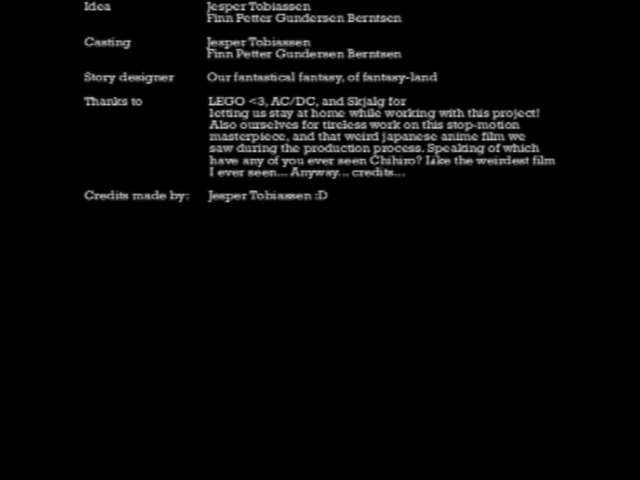 Idea Jesper Tobiassen
Finn Petter Gundersen Berntsen
Casting Jesper Tobiassen
Finn Petter Gundersen Berntsen
Story designer Our fantastical fantasy, of fantasy-land
Thanks to LEGO <3, AC/DC, and Skjalg for
letting us stay at home while working with this project!
Also ourselves for tireless work on this stop-motion
masterpiece, and that weird japanese anime film we
saw during the production process. Speaking of which
have any of you ever seen Chihiro? Like the weirdest film
I ever seen... Anyway... credits...
Credits made by: Jesper Tobiassen :D